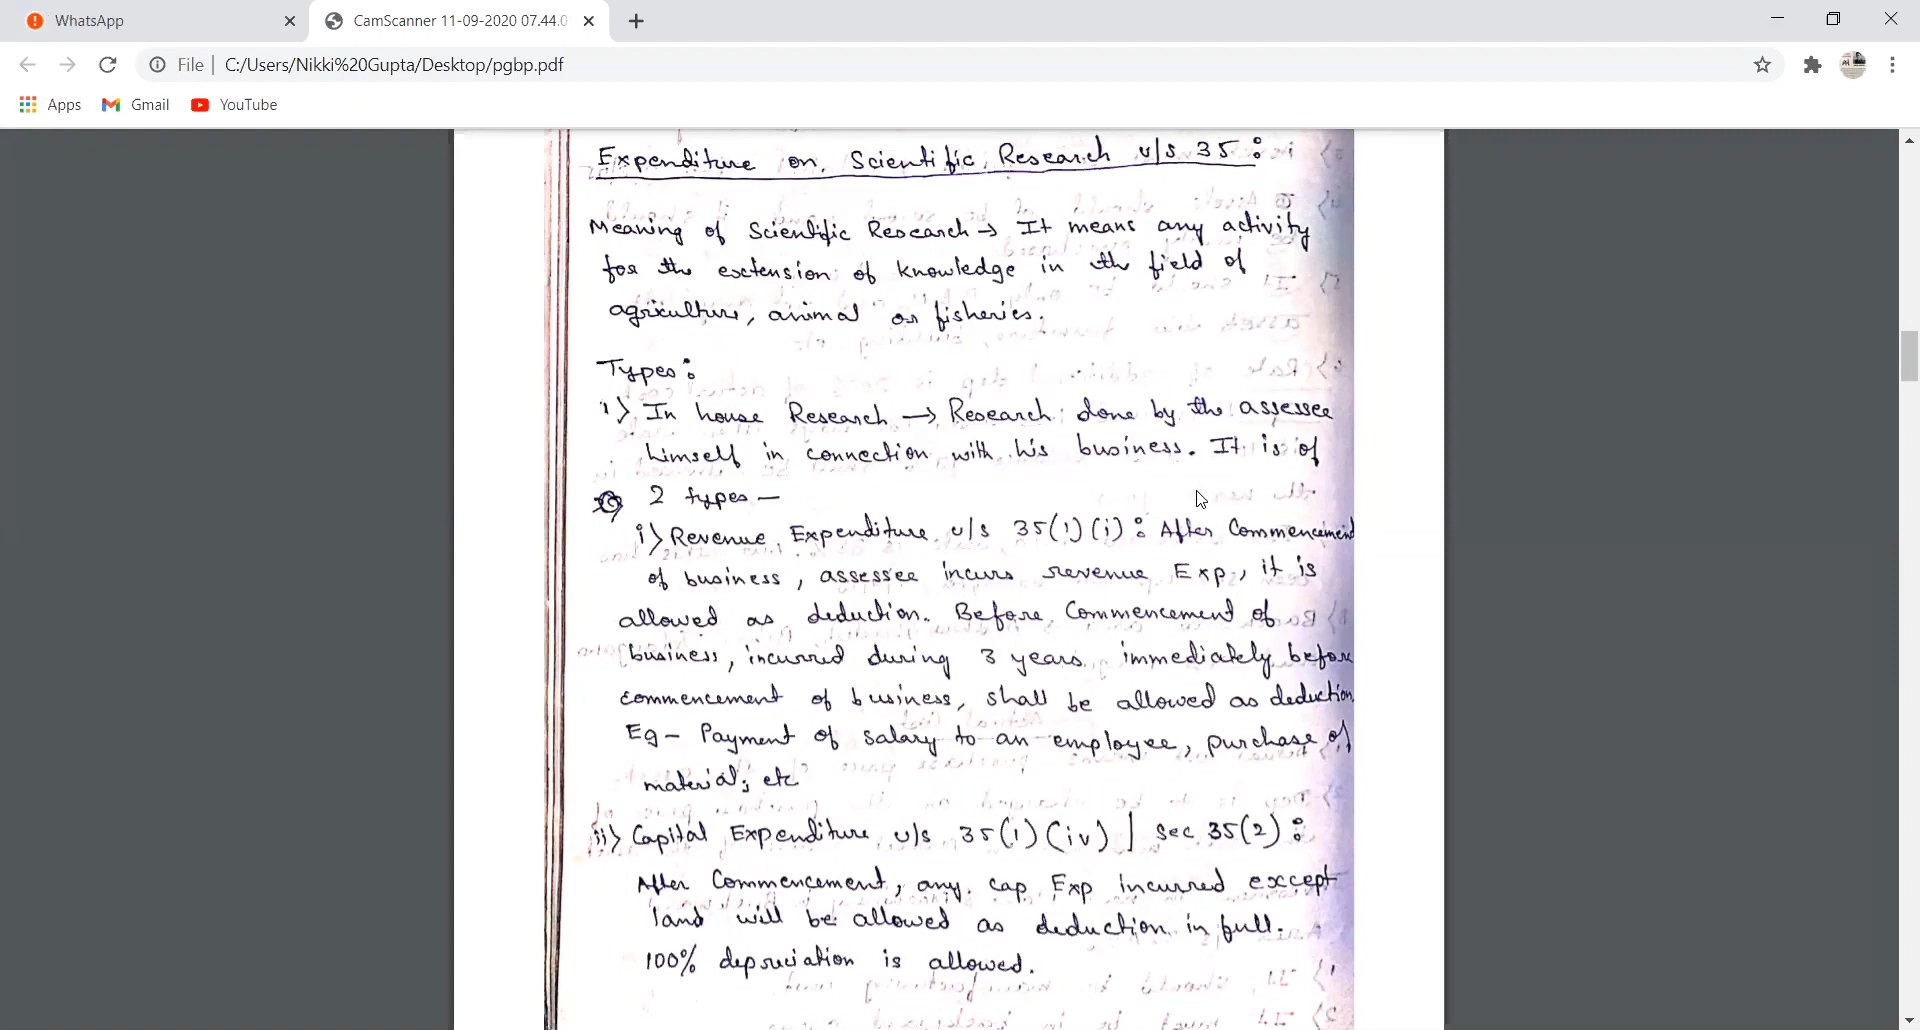 WhatsApp
CamScanner 11-09-2020 07.44.0
File | C:/Users/Nikki%20Gupta/Desktop/pgbp.pdf
Apps Gmail YouTube
Expenditure on Scientific Research u/s 35:
Meaning of Scientific Research → It means any activity
for the extension of knowledge in the field of
agriculture, animal or fisheries.
Types:
1) In house Research → Research done by the assessee
himself in connection with his business. It is of
2 types –
i) Revenue Expenditure u/s 35(1)(i): After Commencement
of business, assessee incurs revenue Exp, it is
allowed as deduction. Before Commencement of
business, incurred during 3 years immediately before
commencement of business, shall be allowed as deduction
Eg – Payment of salary to an employee, purchase of
material, etc
ii) Capital Expenditure u/s 35(1)(iv) | Sec 35(2):
After Commencement, any cap Exp incurred except
land will be allowed as deduction in full.
100% depreciation is allowed.